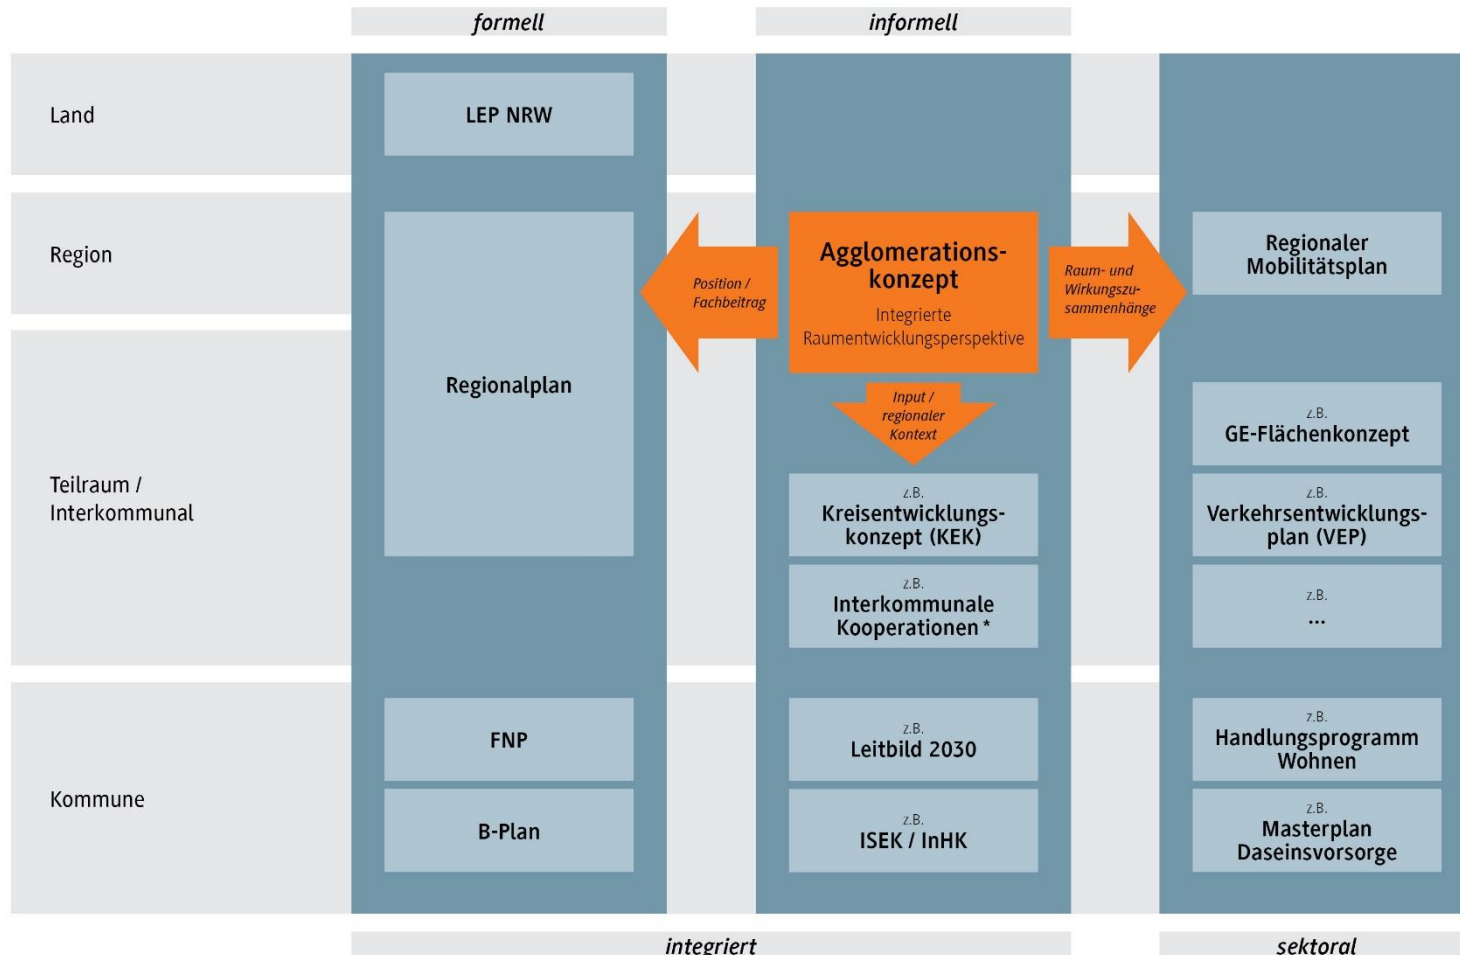 formell
informell
Land
LEP NRW
Region
Regionalplan
Position /
Fachbeitrag
Agglomerations-
konzept
Integrierte
Raumentwicklungsperspektive
Raum- und
Wirkungszu-
sammenhänge
Regionaler
Mobilitätsplan
Input /
regionaler
Kontext
Teilraum /
Interkommunal
z.B.
Kreisentwicklungs-
konzept (KEK)
z.B.
Interkommunale
Kooperationen *
z.B.
GE-Flächenkonzept
z.B.
Verkehrsentwicklungs-
plan (VEP)
z.B.
...
Kommune
FNP
B-Plan
z.B.
Leitbild 2030
z.B.
ISEK / InHK
z.B.
Handlungsprogramm
Wohnen
z.B.
Masterplan
Daseinsvorsorge
integriert
sektoral